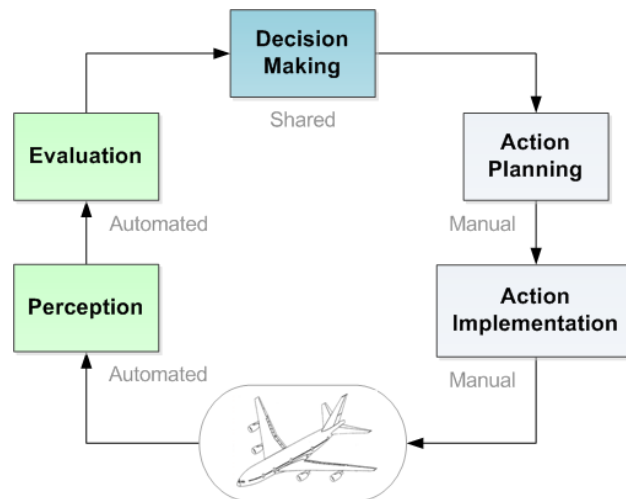 Decision
Making
Shared
Evaluation
Automated
Action
Planning
Manual
Perception
Automated
Action
Implementation
Manual